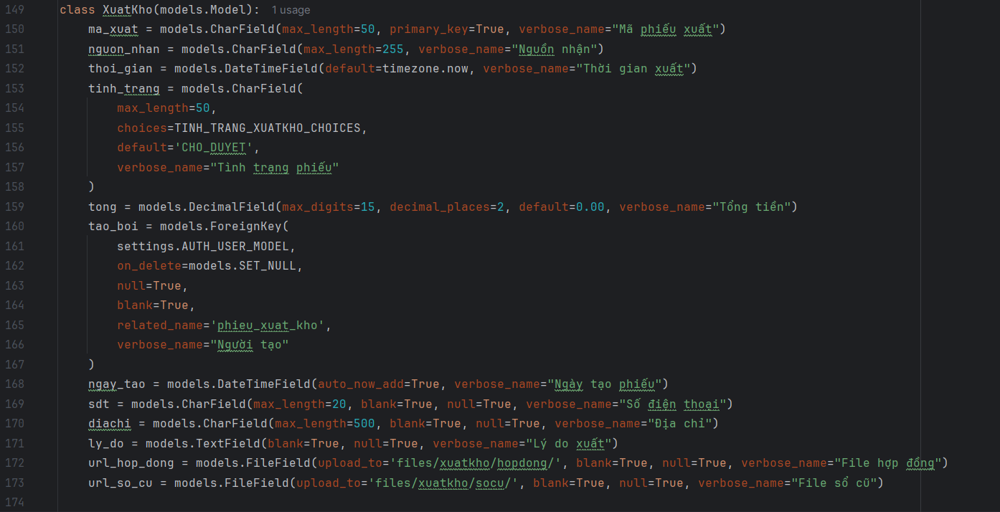 149 class XuatKho(models.Model): 1 usage
150 ma_xuat = models.CharField(max_length=50, primary_key=True, verbose_name="Mã phiếu xuất")
151 nguon_nhan = models.CharField(max_length=255, verbose_name="Nguồn nhận")
152 thoi_gian = models.DateTimeField(default=timezone.now, verbose_name="Thời gian xuất")
153 tinh_trang = models.CharField(
154 max_length=50,
155 choices=TINH_TRANG_XUATKHO_CHOICES,
156 default='CHO_DUYET',
157 verbose_name="Tình trạng phiếu"
158 )
159 tong = models.DecimalField(max_digits=15, decimal_places=2, default=0.00, verbose_name="Tổng tiền")
160 tao_boi = models.ForeignKey(
161 settings.AUTH_USER_MODEL,
162 on_delete=models.SET_NULL,
163 null=True,
164 blank=True,
165 related_name='phieu_xuat_kho',
166 verbose_name="Người tạo"
167 )
168 ngay_tao = models.DateTimeField(auto_now_add=True, verbose_name="Ngày tạo phiếu")
169 sdt = models.CharField(max_length=20, blank=True, null=True, verbose_name="Số điện thoại")
170 diachi = models.CharField(max_length=500, blank=True, null=True, verbose_name="Địa chỉ")
171 ly_do = models.TextField(blank=True, null=True, verbose_name="Lý do xuất")
172 url_hop_dong = models.FileField(upload_to='files/xuatkho/hopdong/', blank=True, null=True, verbose_name="File hợp đồng")
173 url_so_cu = models.FileField(upload_to='files/xuatkho/socu/', blank=True, null=True, verbose_name="File sổ cũ")
174